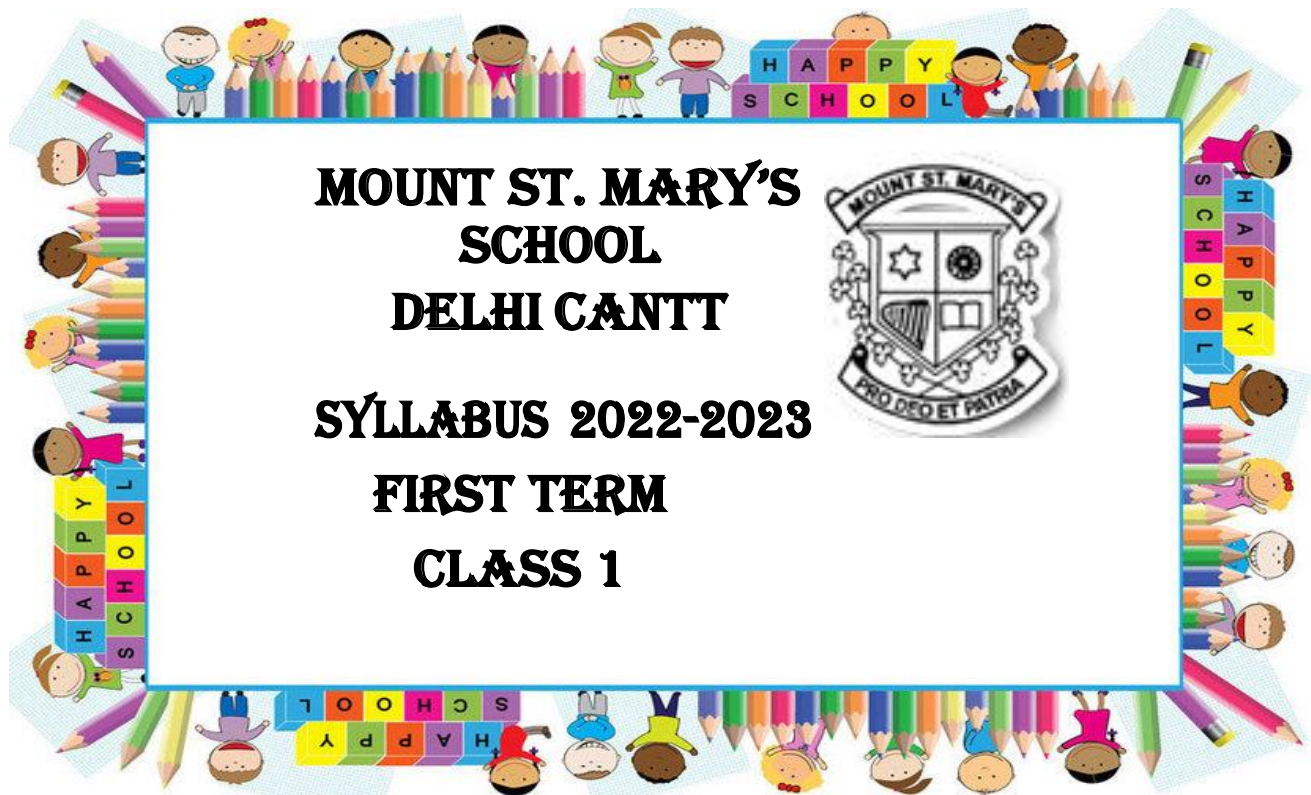 HAPPY
SCHOOL
MOUNT ST. MARY'S
SCHOOL
DELHI CANTT
SYLLABUS 2022-2023
FIRST TERM
CLASS 1
MOUNT ST. MARY'S
PRO DEO ET PATRIA
HAPPY
SCHOOL
HAPPY
SCHOOL
HAPPY
SCHOOL